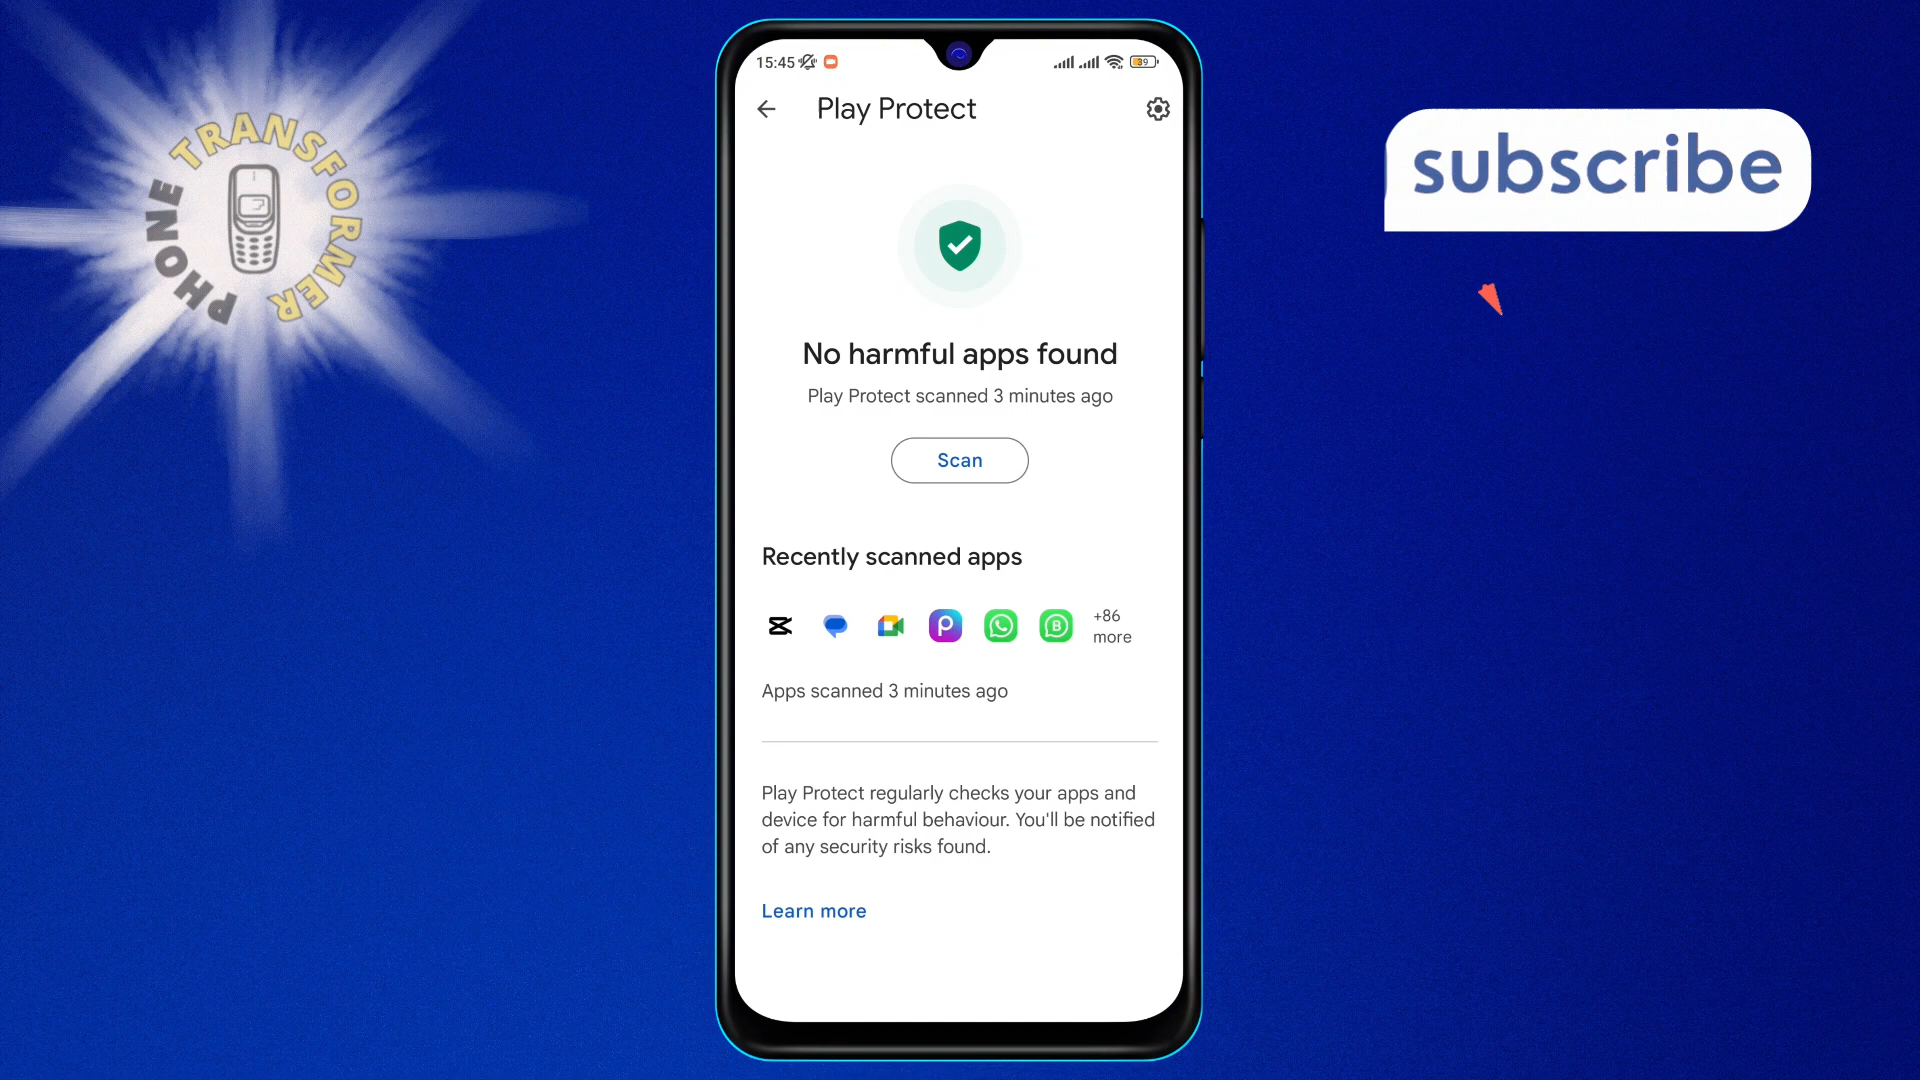 PHONE TRANSFORMER
subscribe
15:45
39
Play Protect
No harmful apps found
Play Protect scanned 3 minutes ago
Scan
Recently scanned apps
P
B
+86
more
Apps scanned 3 minutes ago
Play Protect regularly checks your apps and
device for harmful behaviour. You'll be notified
of any security risks found.
Learn more